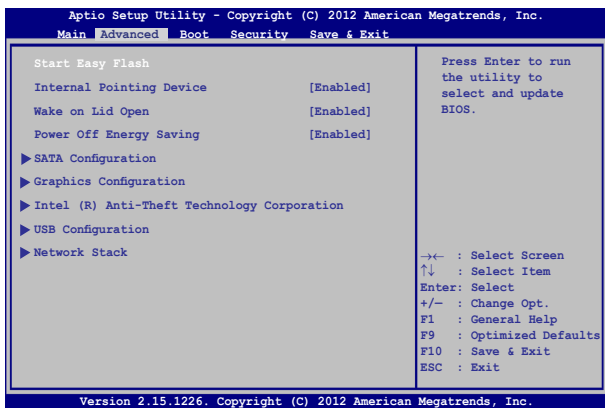 Aptio Setup Utility - Copyright (C) 2012 American Megatrends, Inc.
Main Advanced Boot Security Save & Exit
Start Easy Flash
Internal Pointing Device [Enabled]
Wake on Lid Open [Enabled]
Power Off Energy Saving [Enabled]
SATA Configuration
Graphics Configuration
Intel (R) Anti-Theft Technology Corporation
USB Configuration
Network Stack
Press Enter to run
the utility to
select and update
BIOS.
→← : Select Screen
↑↓ : Select Item
Enter: Select
+/— : Change Opt.
F1 : General Help
F9 : Optimized Defaults
F10 : Save & Exit
ESC : Exit
Version 2.15.1226. Copyright (C) 2012 American Megatrends, Inc.